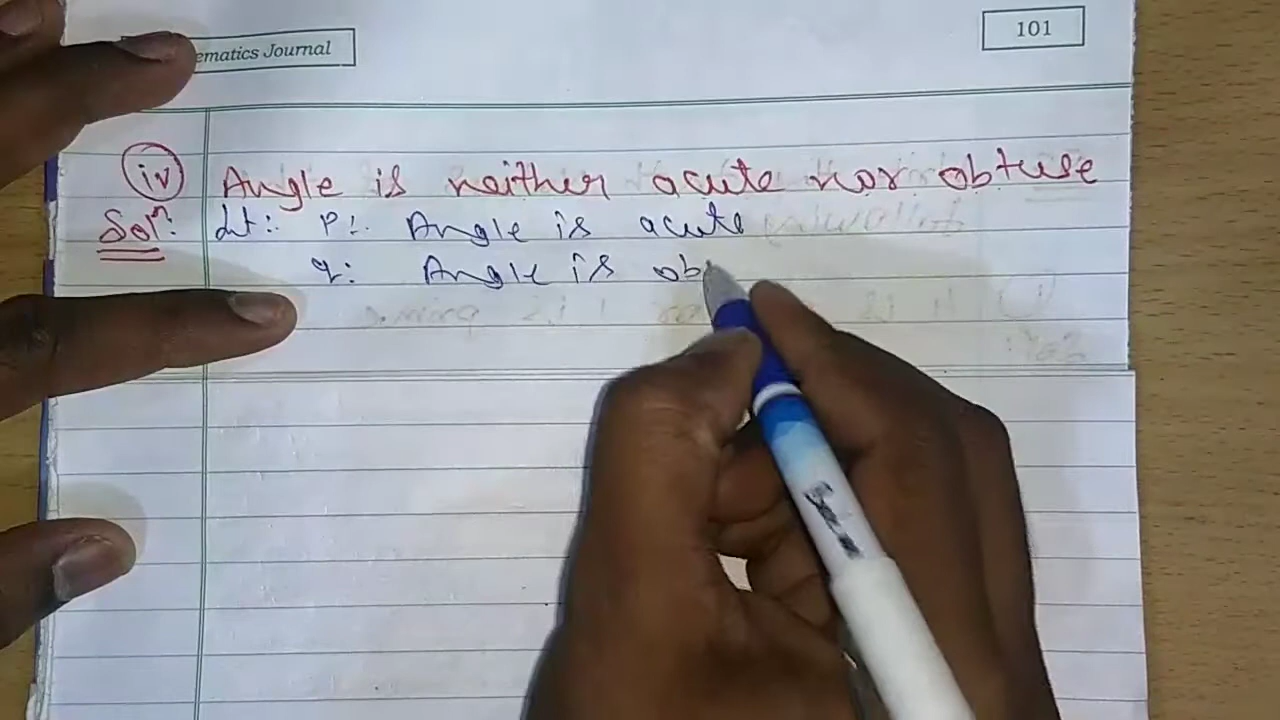 ematics Journal
101
iv Angle is neither acute nor obtuse
Sol?: Let:- P:- Angle is acute
q: Angle is ob